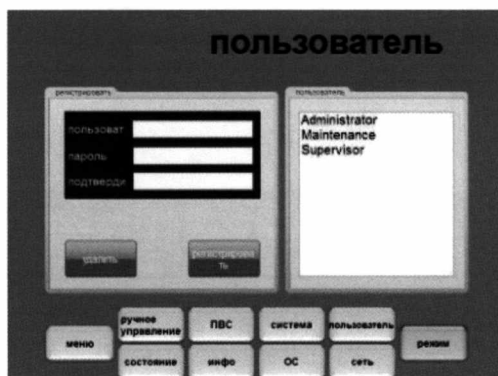 пользователь
регистрировать
пользователь
пользоват
пароль
подтверди
Administrator
Maintenance
Supervisor
удалить
регистрирова
ть
меню
ручное
управление
ПВС
система
пользователь
режим
состояние
инфо
ОС
сеть